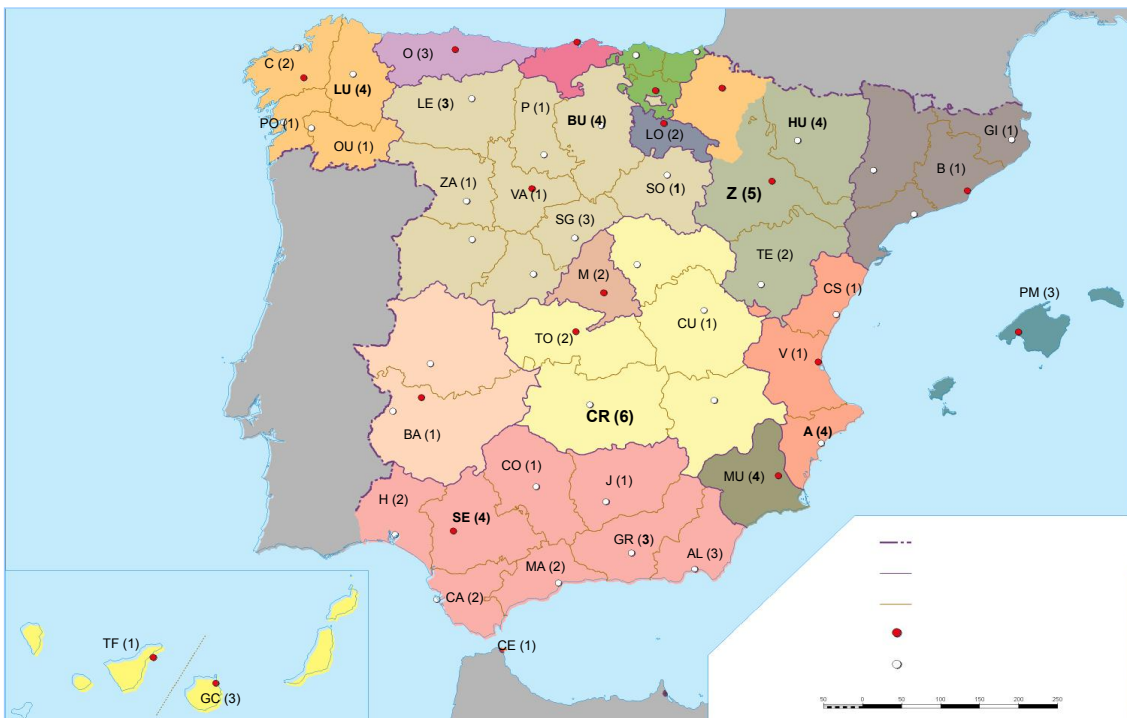 O (3)
C (2)
LU (4)
LE (3)
P (1)
BU (4)
LO (2)
HU (4)
GI (1)
PO (1)
OU (1)
B (1)
ZA (1)
VA (1)
SO (1)
Z (5)
SG (3)
M (2)
TE (2)
CS (1)
PM (3)
CU (1)
TO (2)
V (1)
CR (6)
BA (1)
A (4)
CO (1)
J (1)
MU (4)
H (2)
SE (4)
GR (3)
AL (3)
MA (2)
CA (2)
CE (1)
TF (1)
GC (3)
50 0 50 100 150 200 250